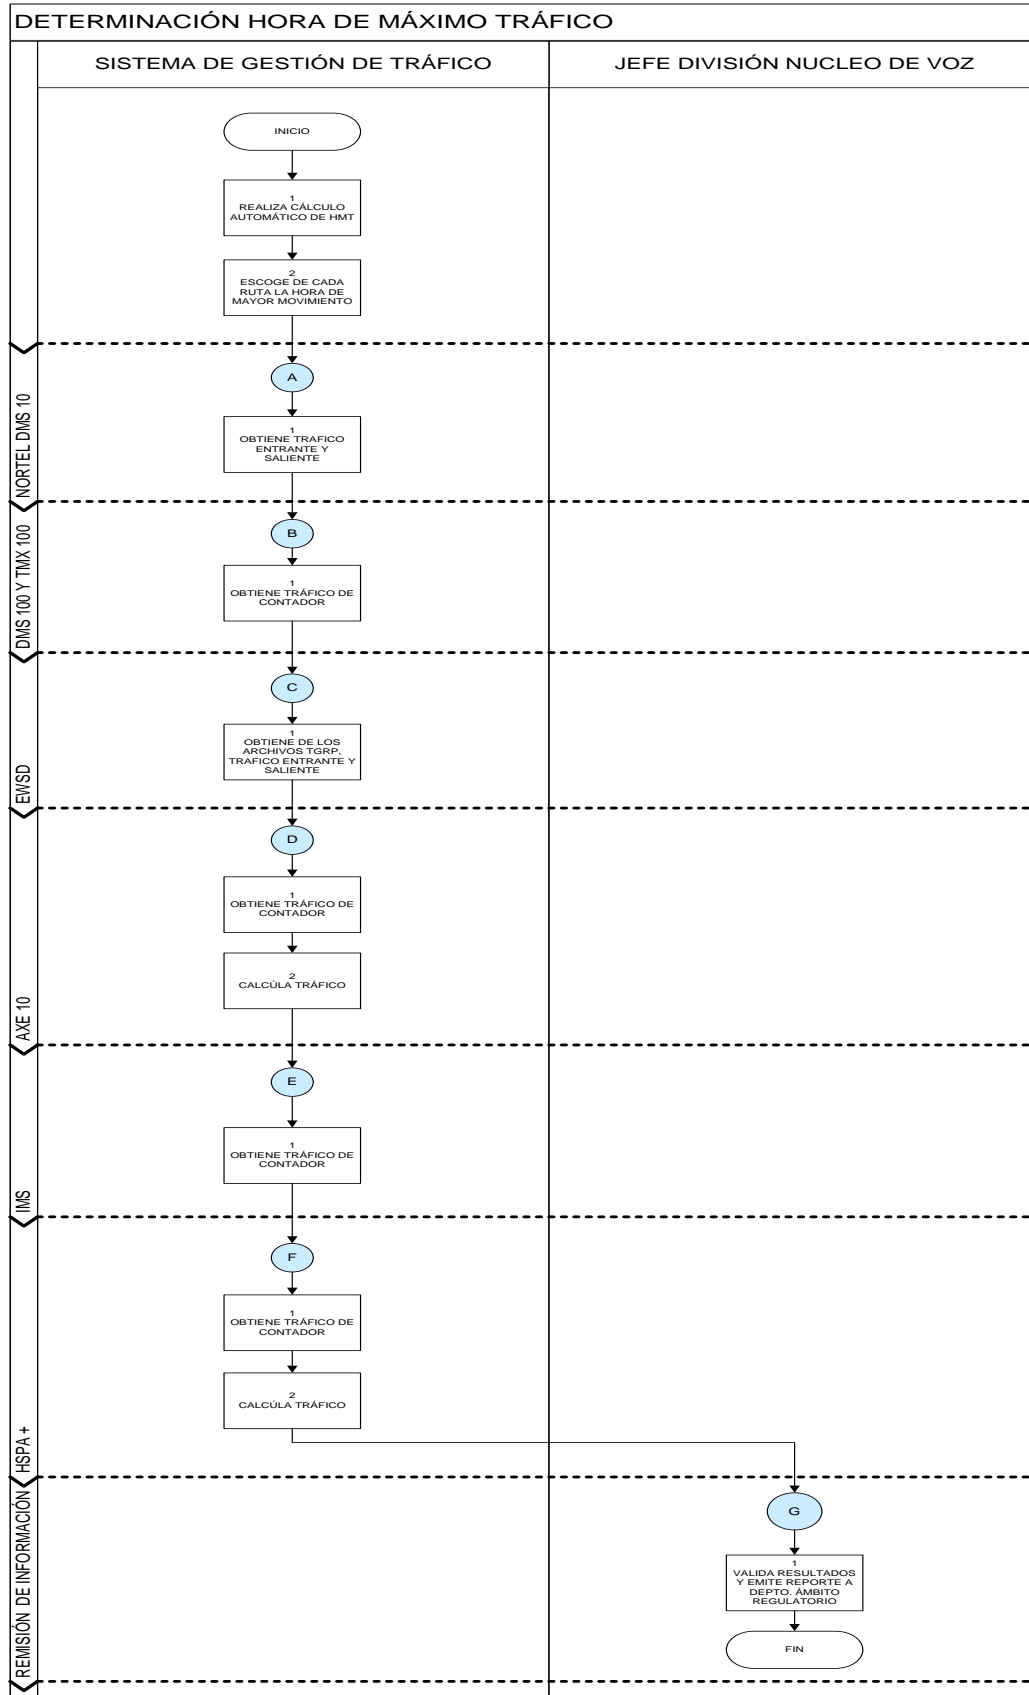 DETERMINACIÓN HORA DE MÁXIMO TRÁFICO
SISTEMA DE GESTIÓN DE TRÁFICO
JEFE DIVISIÓN NUCLEO DE VOZ
INICIO
1
REALIZA CÁLCULO
AUTOMÁTICO DE HMT
2
ESCOGE DE CADA
RUTA LA HORA DE
MAYOR MOVIMIENTO
NORTEL DMS 10
A
1
OBTIENE TRAFICO
ENTRANTE Y
SALIENTE
DMS 100 Y TMX 100
B
1
OBTIENE TRÁFICO DE
CONTADOR
EWSD
C
1
OBTIENE DE LOS
ARCHIVOS TGRP,
TRAFICO ENTRANTE Y
SALIENTE
AXE 10
D
1
OBTIENE TRÁFICO DE
CONTADOR
2
CALCÚLA TRÁFICO
IMS
E
1
OBTIENE TRÁFICO DE
CONTADOR
HSPA +
F
1
OBTIENE TRÁFICO DE
CONTADOR
2
CALCÚLA TRÁFICO
REMISIÓN DE INFORMACIÓN
G
1
VALIDA RESULTADOS
Y EMITE REPORTE A
DEPTO. ÁMBITO
REGULATORIO
FIN